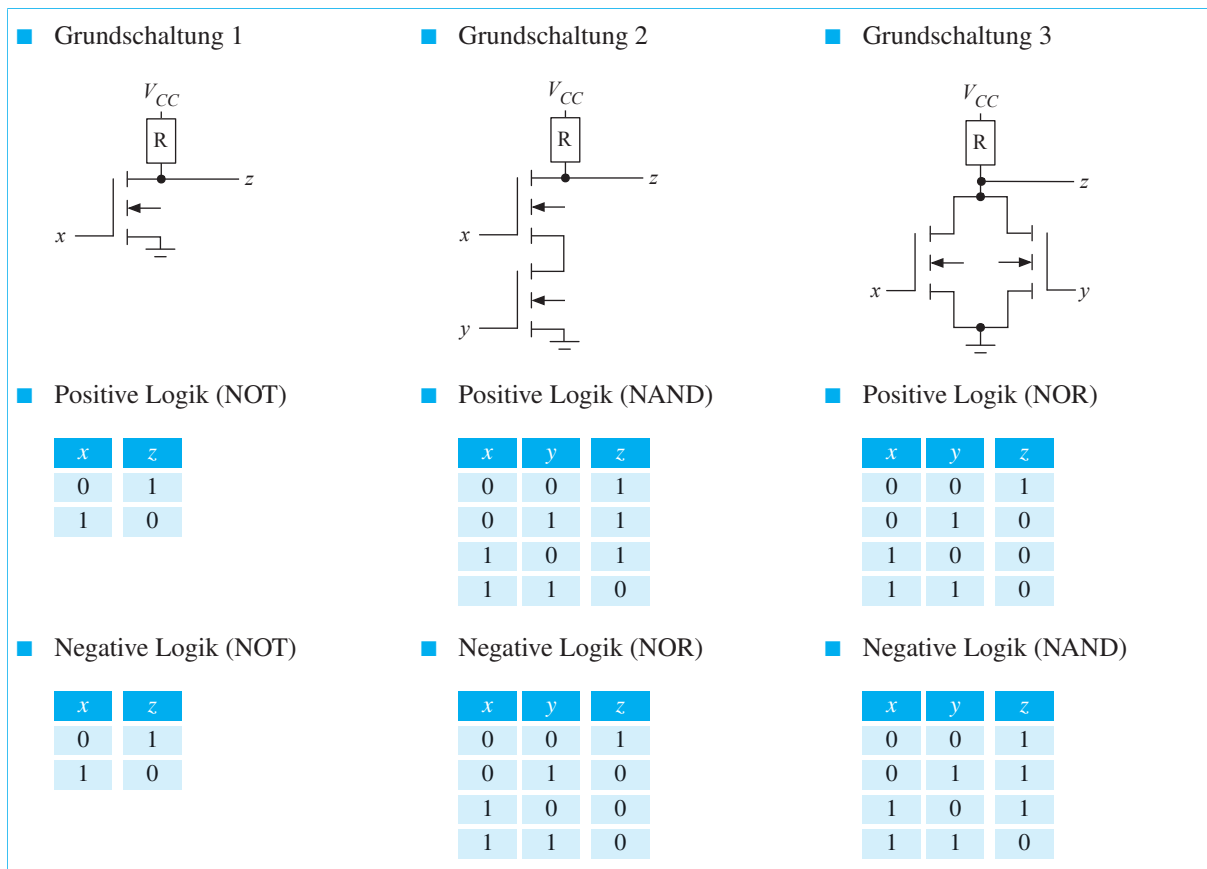 Grundschaltung 1
V_CC
R
z
x
Positive Logik (NOT)
x z
0 1
1 0
Negative Logik (NOT)
x z
0 1
1 0
Grundschaltung 2
V_CC
R
z
x
y
Positive Logik (NAND)
x y z
0 0 1
0 1 1
1 0 1
1 1 0
Negative Logik (NOR)
x y z
0 0 1
0 1 0
1 0 0
1 1 0
Grundschaltung 3
V_CC
R
z
x y
Positive Logik (NOR)
x y z
0 0 1
0 1 0
1 0 0
1 1 0
Negative Logik (NAND)
x y z
0 0 1
0 1 1
1 0 1
1 1 0